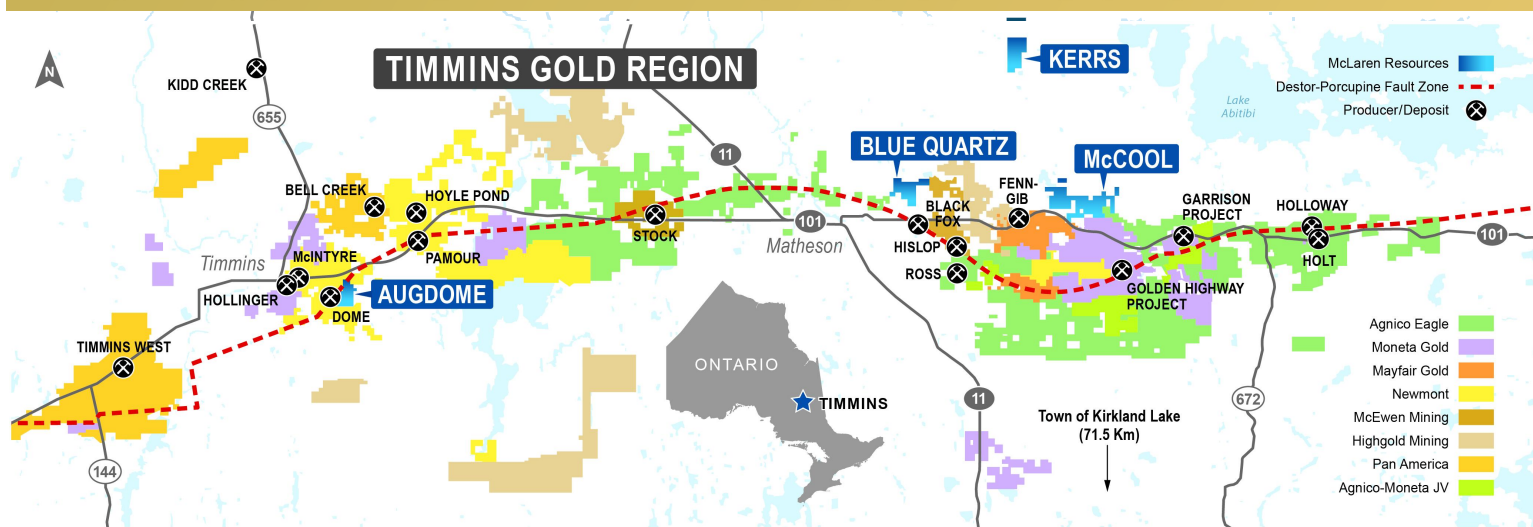 N
KIDD CREEK
655
TIMMINS GOLD REGION
11
KERRS
Lake
Abitibi
McLaren Resources
Destor-Porcupine Fault Zone
Producer/Deposit
BLUE QUARTZ
McCOOL
BELL CREEK
HOYLE POND
STOCK
101
Matheson
BLACK
FOX
FENN-
GIB
GARRISON
PROJECT
HOLLOWAY
101
Timmins
McINTYRE
PAMOUR
HISLOP
ROSS
HOLT
HOLLINGER
DOME
AUGDOME
GOLDEN HIGHWAY
PROJECT
TIMMINS WEST
144
ONTARIO
TIMMINS
11
Town of Kirkland Lake
(71.5 Km)
672
Agnico Eagle
Moneta Gold
Mayfair Gold
Newmont
McEwen Mining
Highgold Mining
Pan America
Agnico-Moneta JV